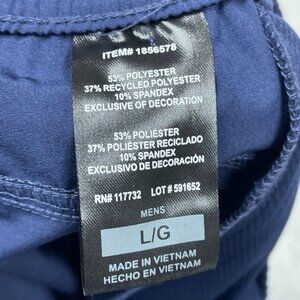 ITEM# 1856578
53% POLYESTER
37% RECYCLED POLYESTER
10% SPANDEX
EXCLUSIVE OF DECORATION
53% POLIÉSTER
37% POLIÉSTER RECICLADO
10% SPANDEX
EXCLUSIVO DE DECORACIÓN
RN# 117732 LOT # 591652
MENS
L/G
MADE IN VIETNAM
HECHO EN VIETNAM